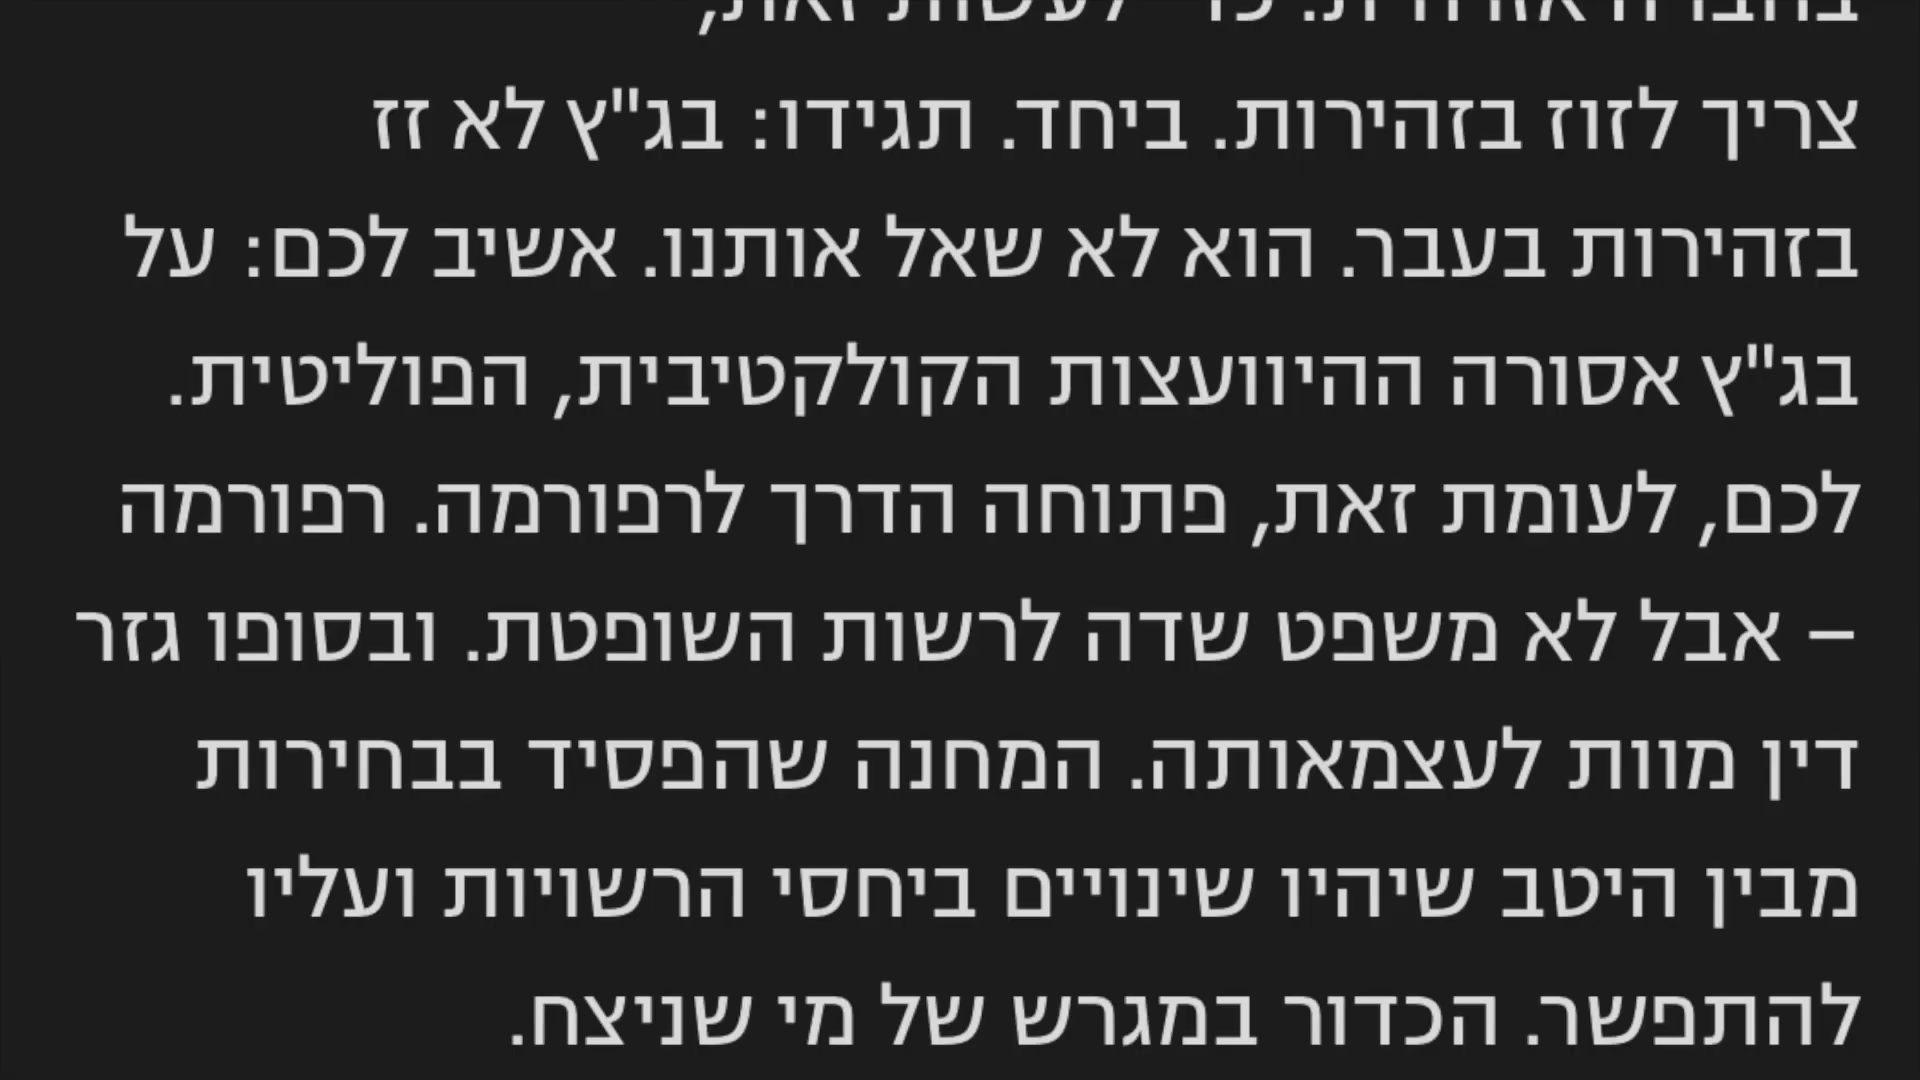 לעשות זאת,
צריך לזוז בזהירות. ביחד. תגידו: בג"ץ לא זז
בזהירות בעבר. הוא לא שאל אותנו. אשיב לכם: על
בג"ץ אסורה ההיוועצות הקולקטיבית, הפוליטית.
לכם, לעומת זאת, פתוחה הדרך לרפורמה. רפורמה
– אבל לא משפט שדה לרשות השופטת. ובסופו גזר
דין מוות לעצמאותה. המחנה שהפסיד בבחירות
מבין היטב שיהיו שינויים ביחסי הרשויות ועליו
להתפשר. הכדור במגרש של מי שניצח.